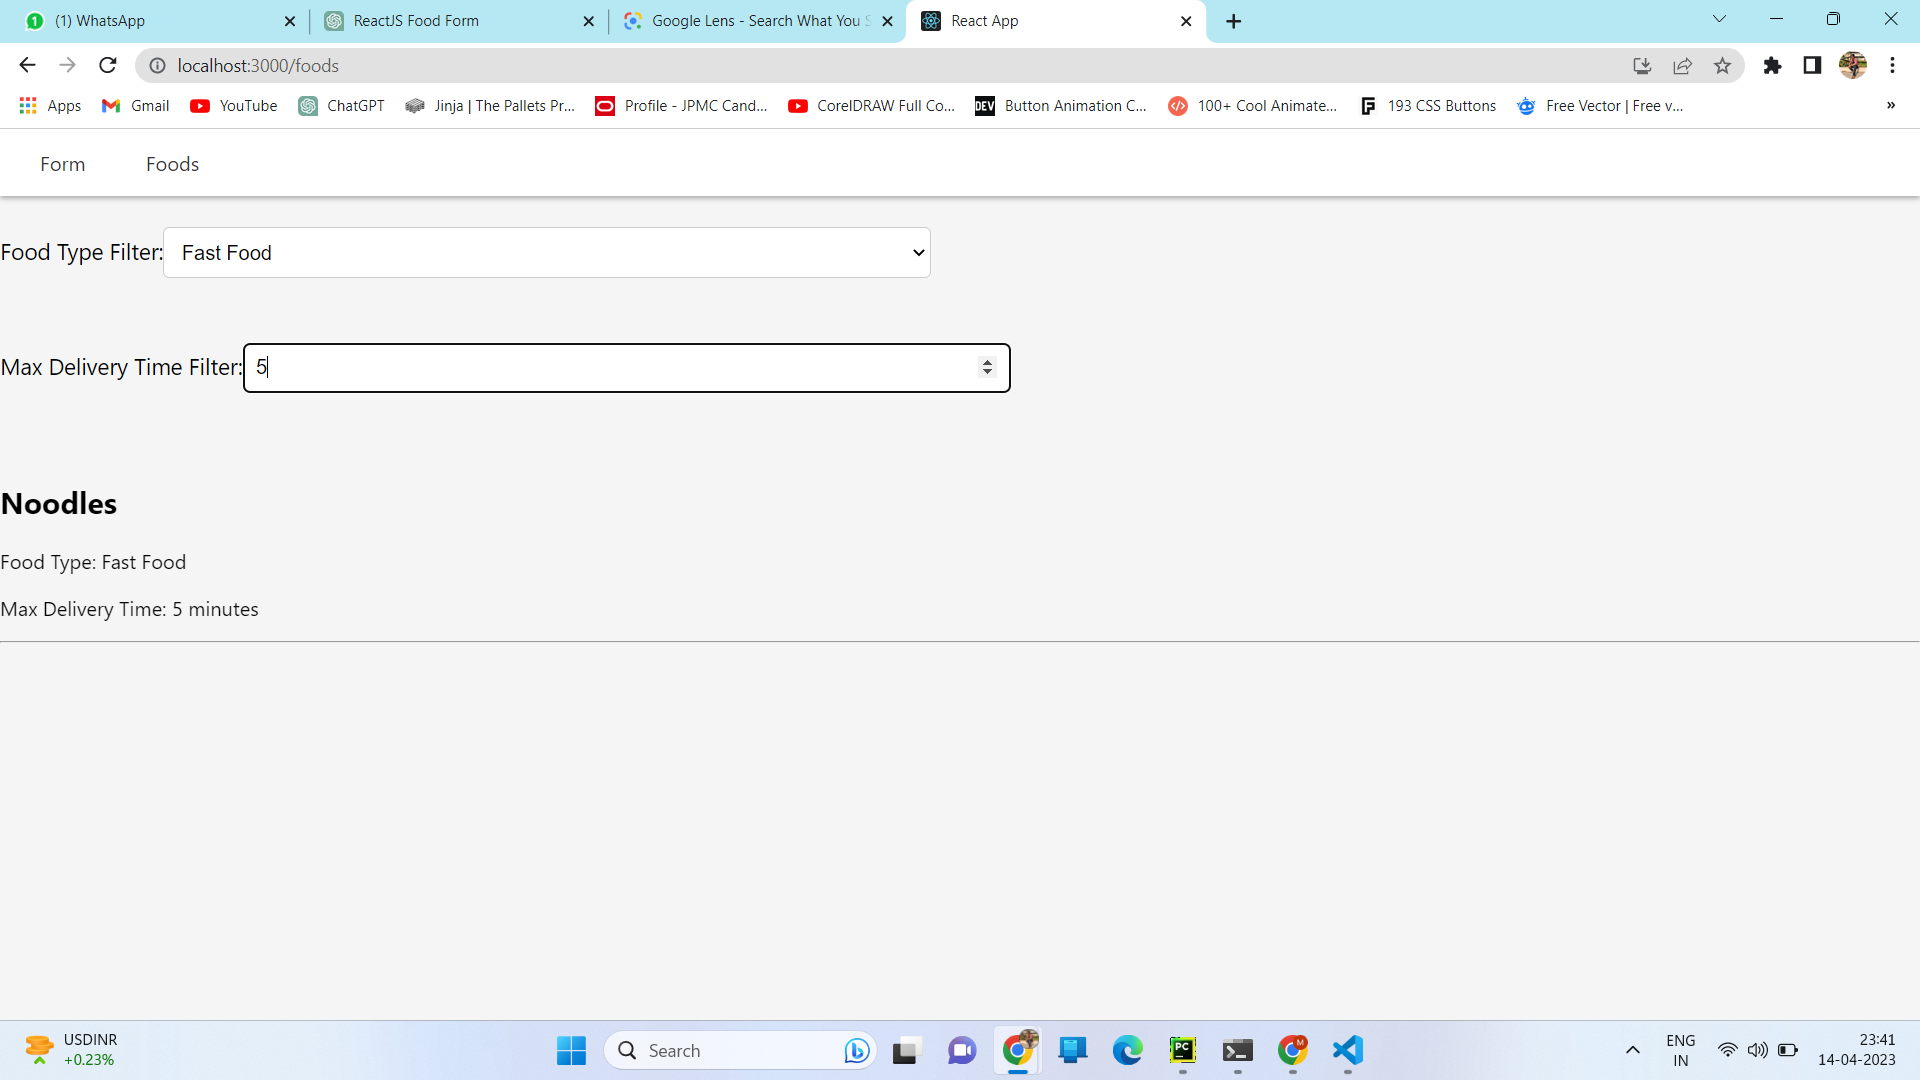 (1) WhatsApp
ReactJS Food Form
Google Lens - Search What You S
React App
localhost:3000/foods
Apps
Gmail
YouTube
ChatGPT
Jinja | The Pallets Pr...
Profile - JPMC Cand...
CorelDRAW Full Co...
DEV
Button Animation C...
100+ Cool Animate...
193 CSS Buttons
Free Vector | Free v...
»
Form
Foods
Food Type Filter:
Fast Food
Max Delivery Time Filter:
5
Noodles
Food Type: Fast Food
Max Delivery Time: 5 minutes
USDINR
+0.23%
Search
PC
M
ENG
IN
23:41
14-04-2023